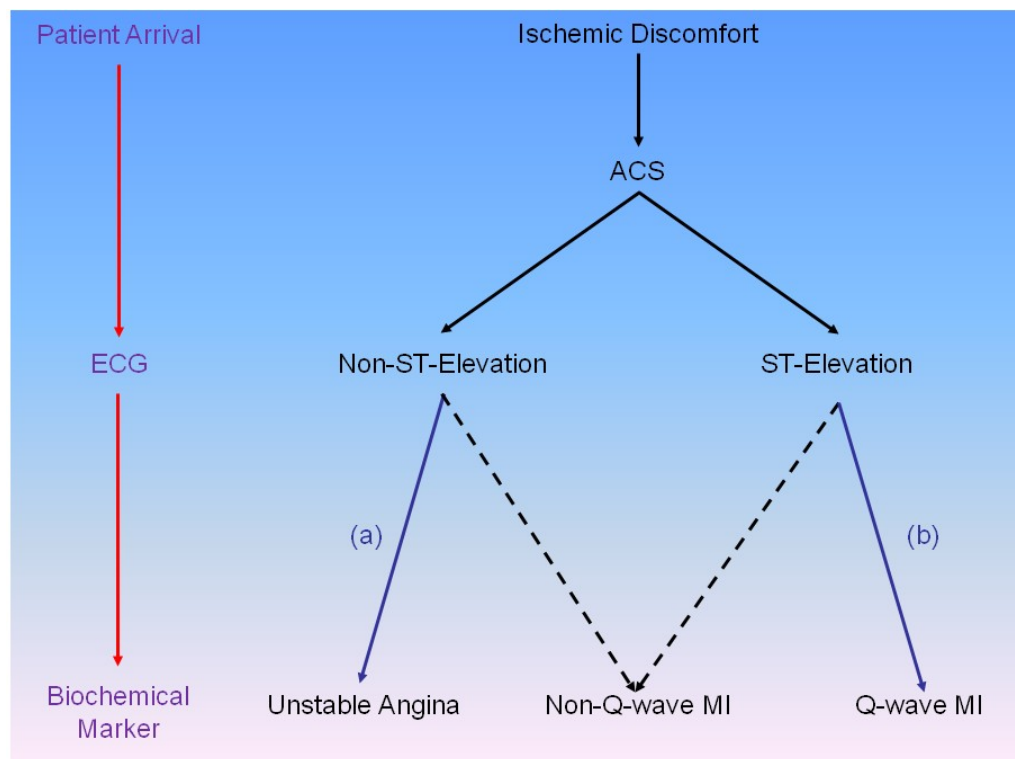 Patient Arrival
Ischemic Discomfort
ACS
ECG
Non-ST-Elevation
ST-Elevation
(a)
(b)
Biochemical
Marker
Unstable Angina
Non-Q-wave MI
Q-wave MI